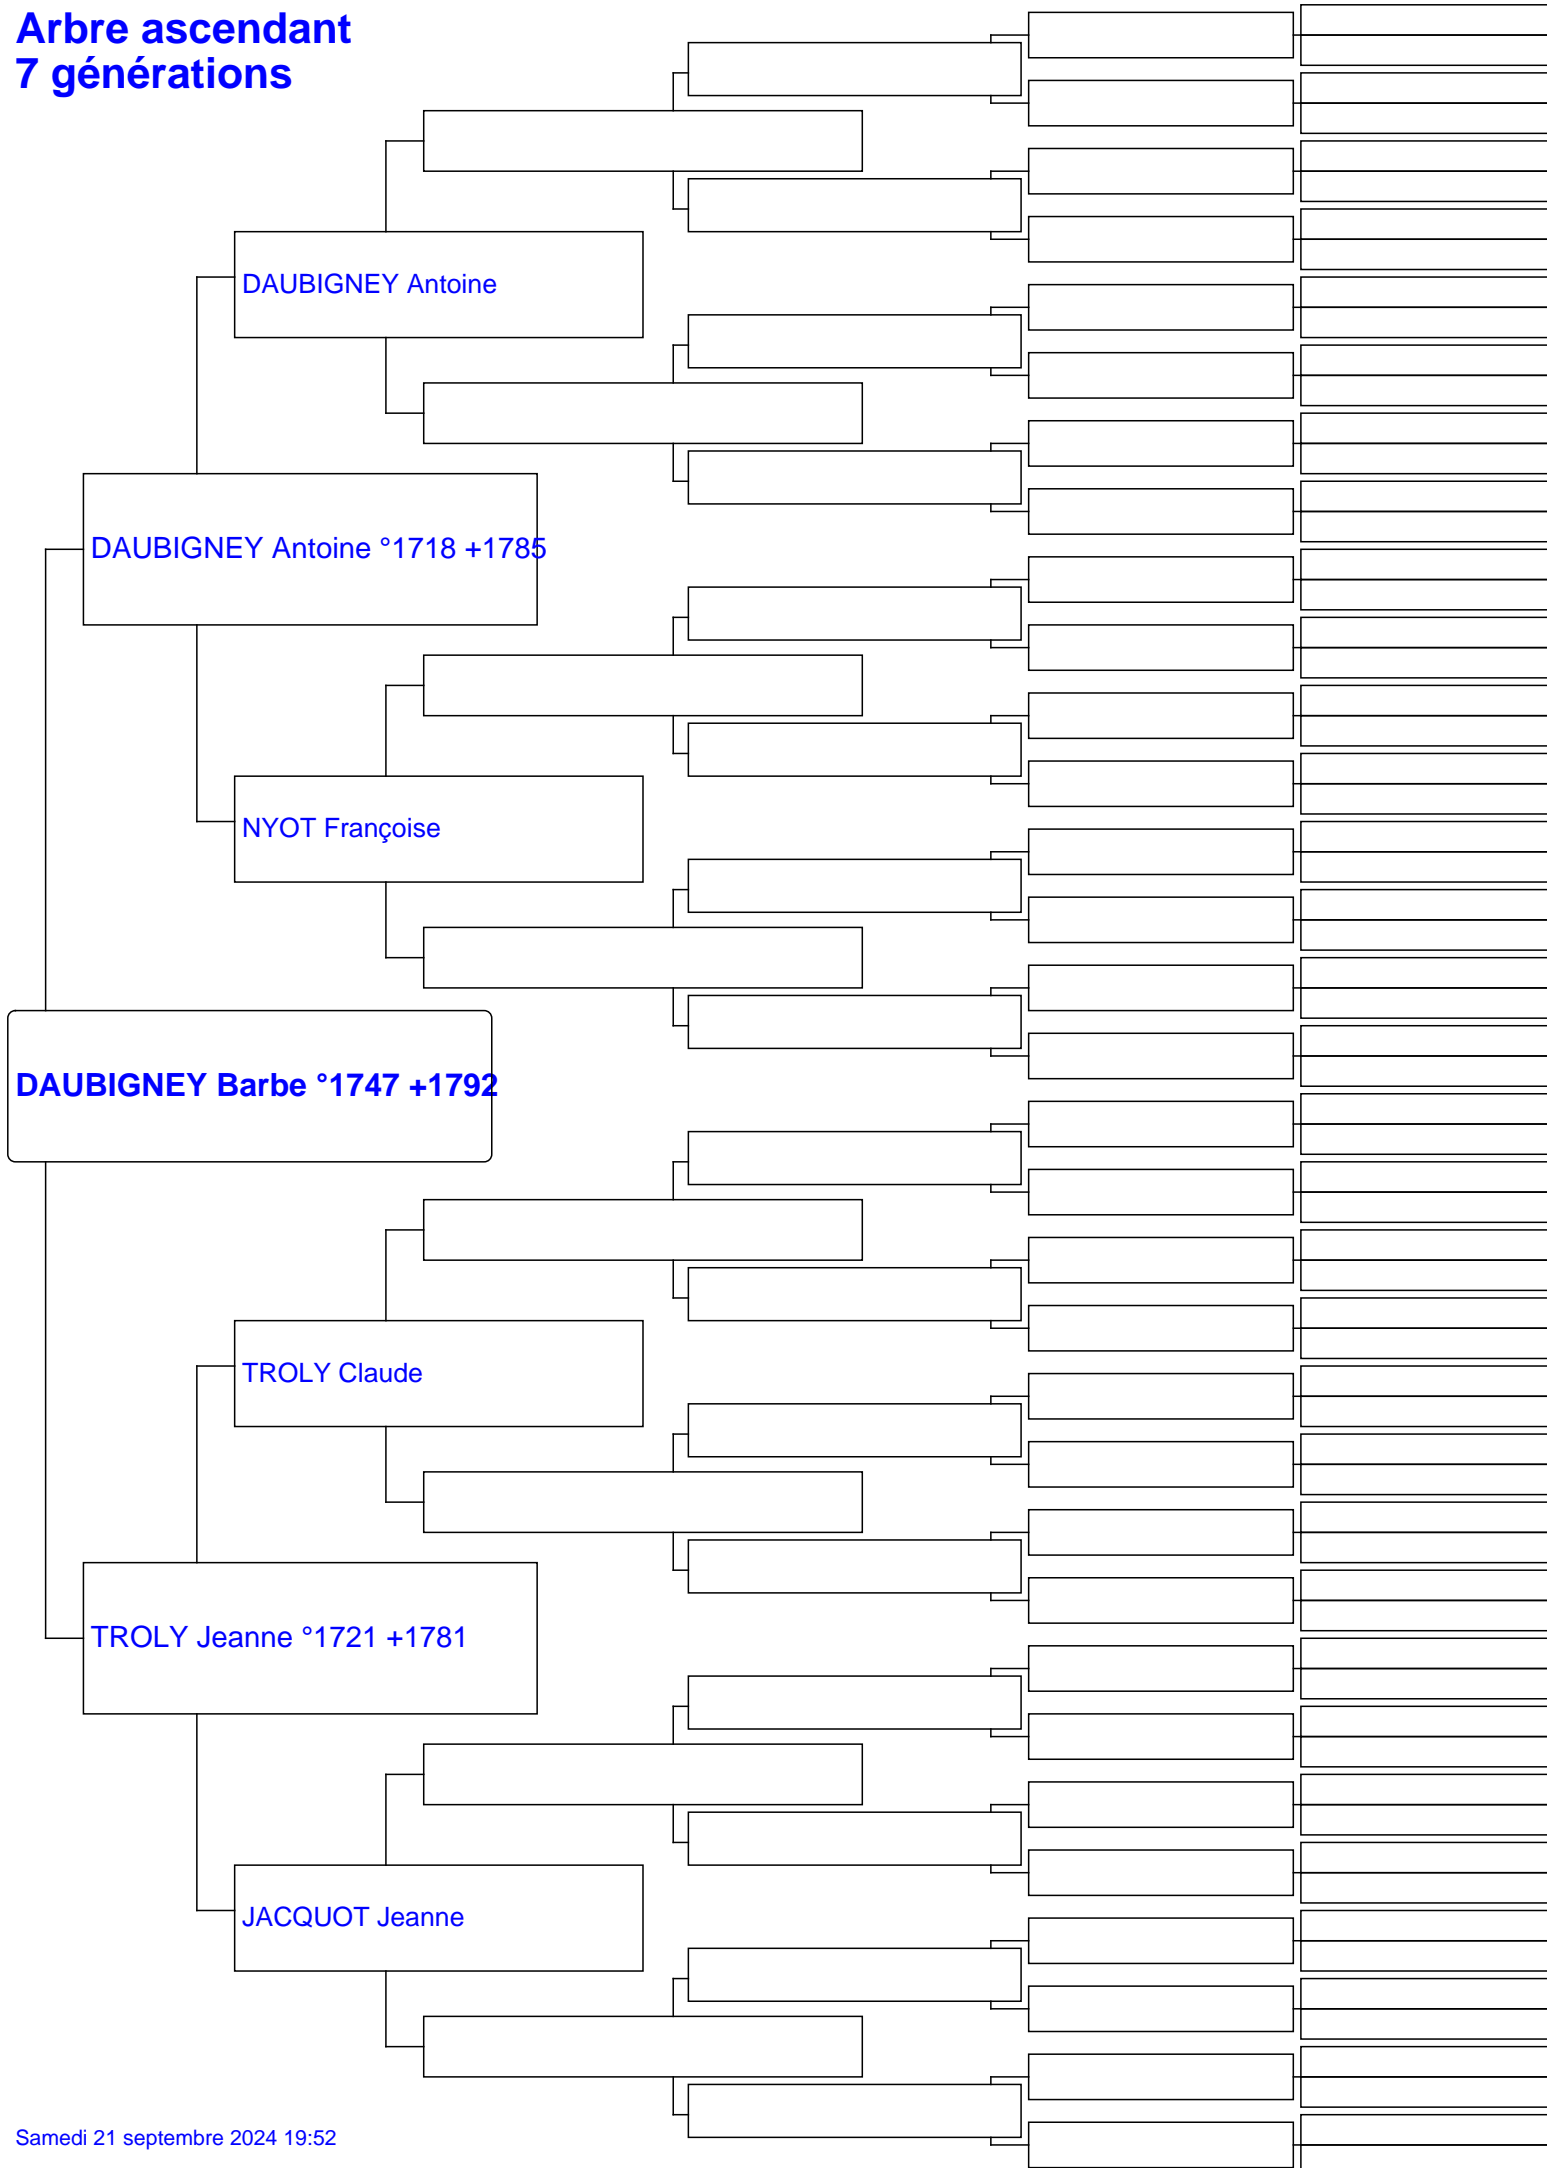 Arbre ascendant
7 générations
DAUBIGNEY Antoine
DAUBIGNEY Antoine °1718 +1785
NYOT Françoise
DAUBIGNEY Barbe °1747 +1792
TROLY Claude
TROLY Jeanne °1721 +1781
JACQUOT Jeanne
Samedi 21 septembre 2024 19:52